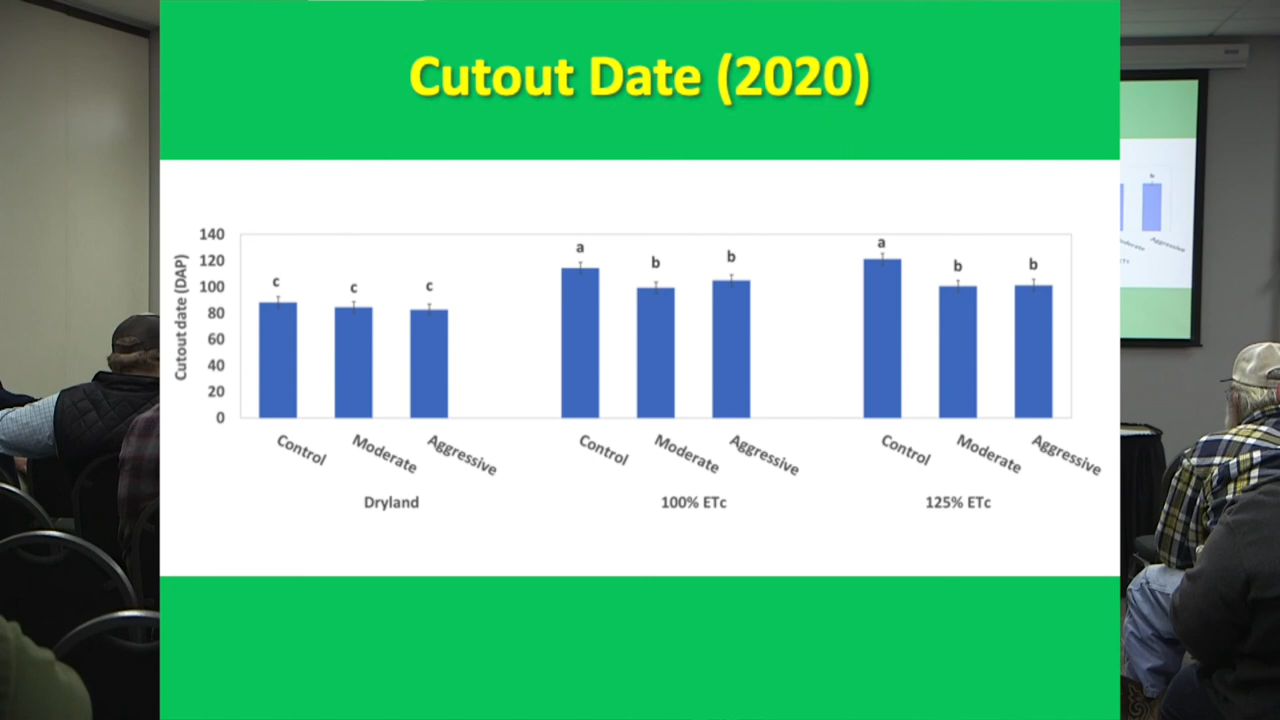 Cutout Date (2020)
Cutout date (DAP)
140
120
100
80
60
40
20
0
c
c
c
a
b
b
a
b
b
Control
Moderate
Aggressive
Control
Moderate
Aggressive
Control
Moderate
Aggressive
Dryland
100% ETc
125% ETc
b
Aggressive